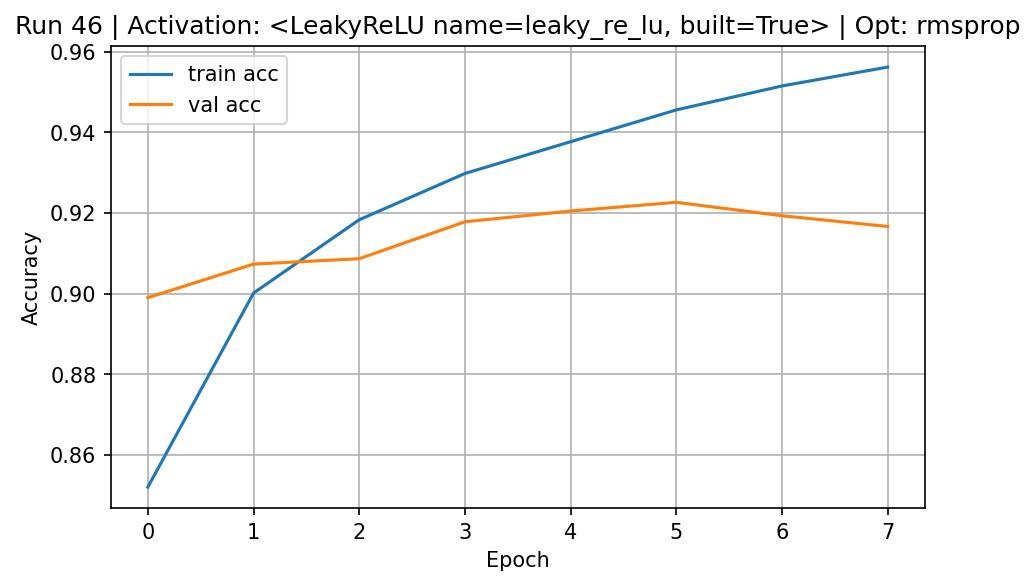 Run 46 | Activation: <LeakyReLU name=leaky_re_lu, built=True> | Opt: rmsprop
train acc
val acc
0.96
0.94
0.92
0.90
0.88
0.86
Accuracy
0 1 2 3 4 5 6 7
Epoch